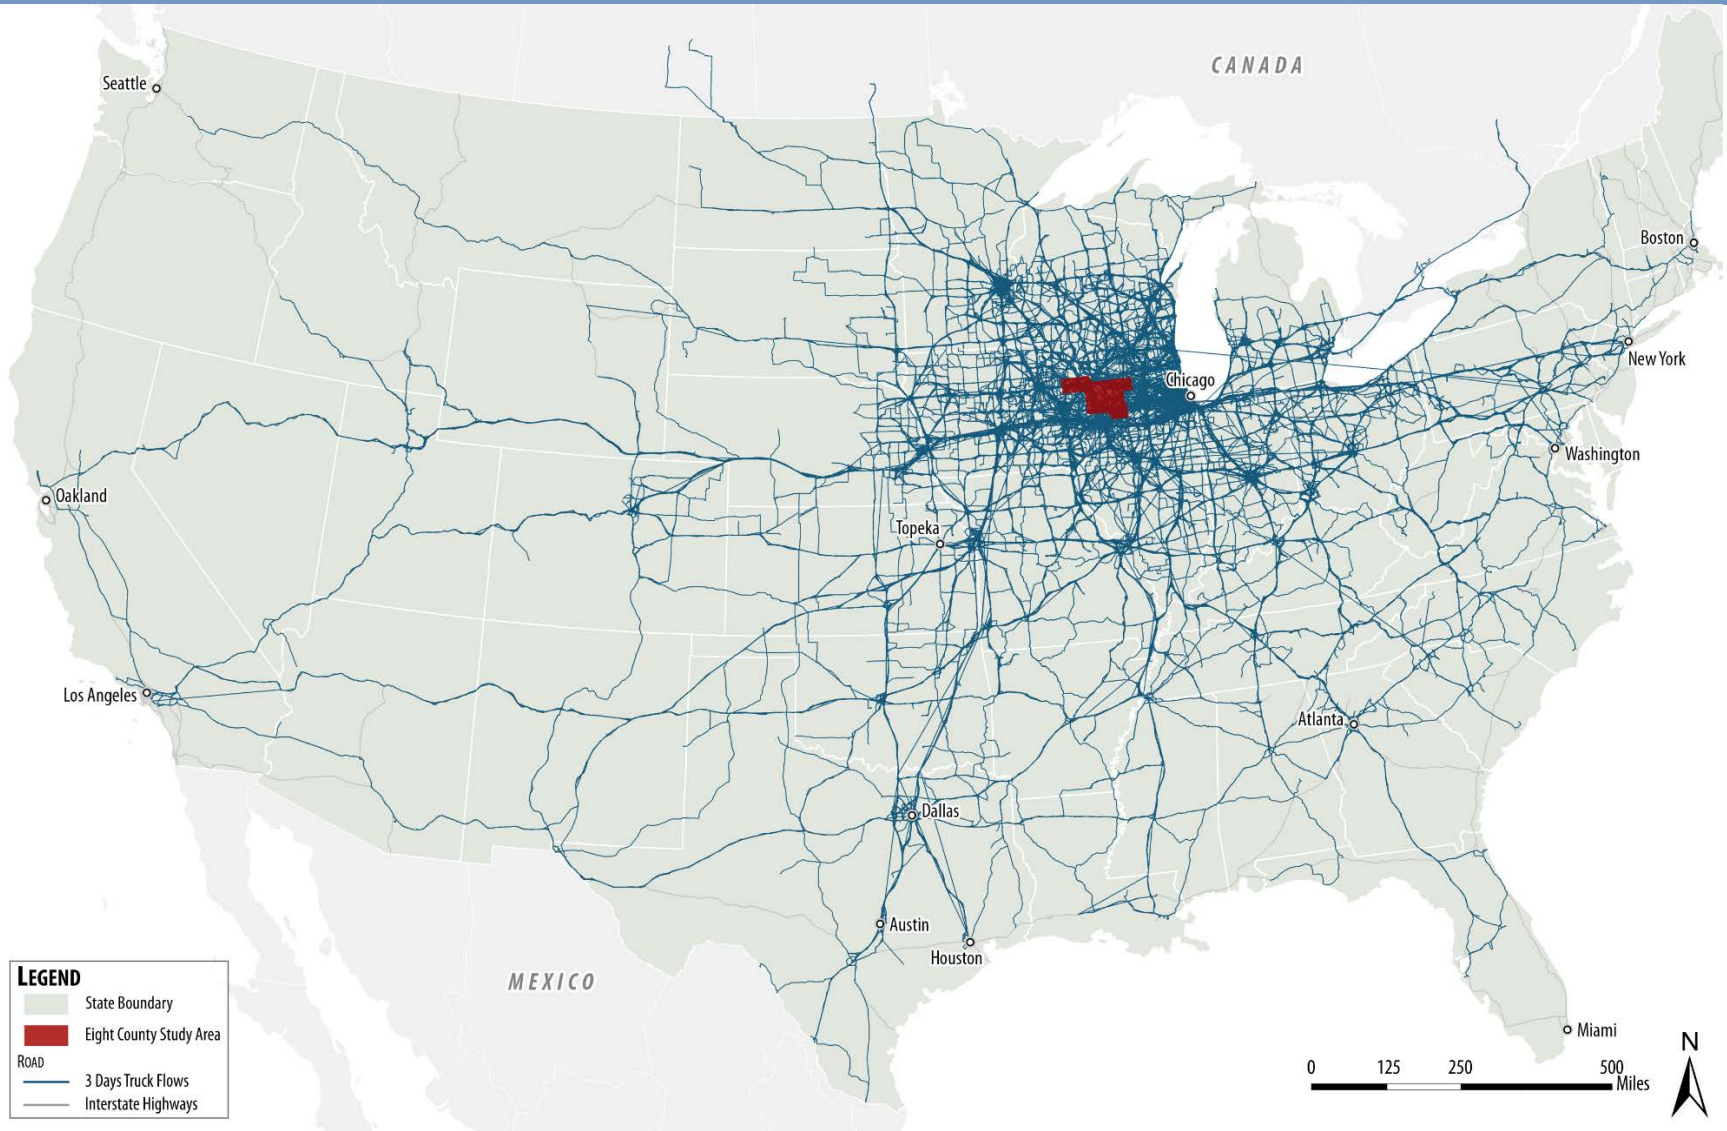 CANADA
Seattle
Boston
New York
Chicago
Washington
Oakland
Topeka
Los Angeles
Atlanta
Dallas
Austin
Houston
MEXICO
Miami
LEGEND
State Boundary
Eight County Study Area
ROAD
3 Days Truck Flows
Interstate Highways
N
0 125 250 500
Miles